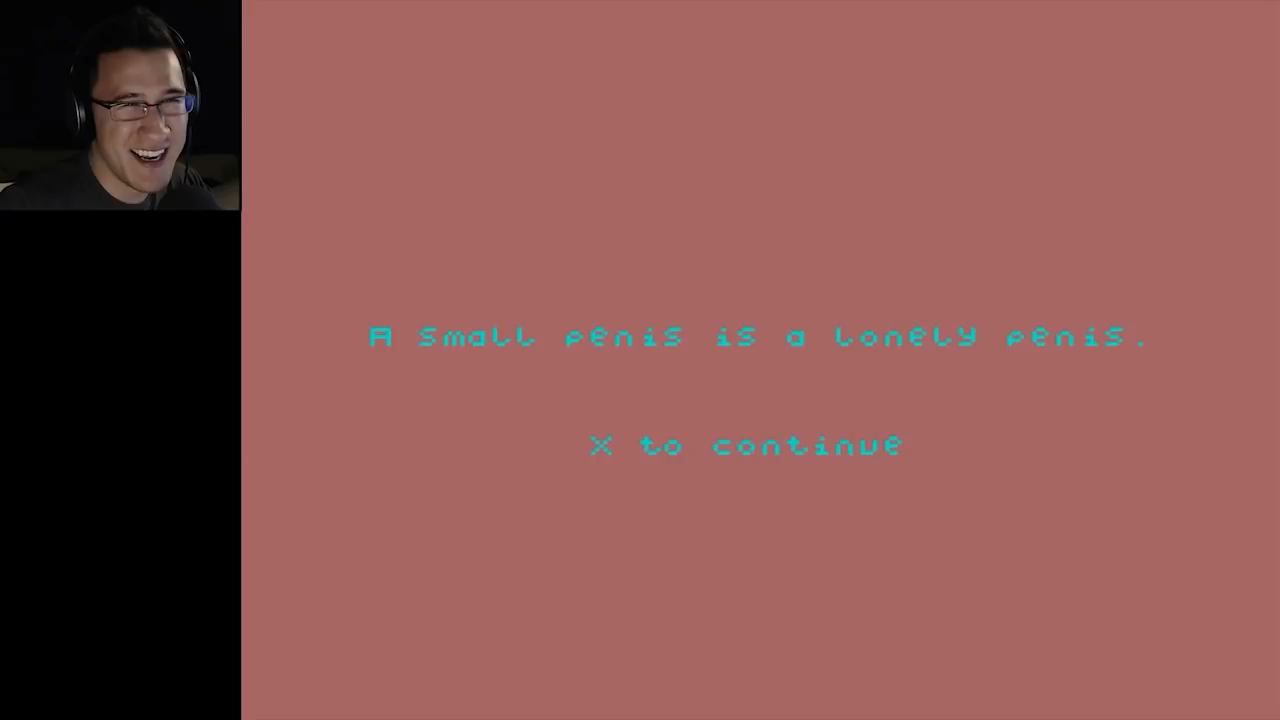 A small penis is a lonely penis.
X to continue